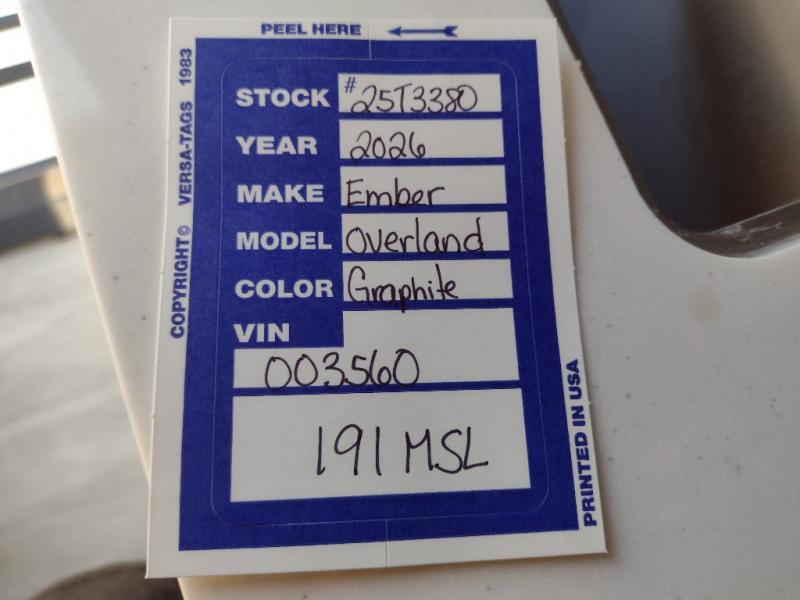 PEEL HERE
COPYRIGHT© VERSA-TAGS 1983
STOCK #25T3380
YEAR 2026
MAKE Ember
MODEL Overland
COLOR Graphite
VIN
003560
191 MSL
PRINTED IN USA